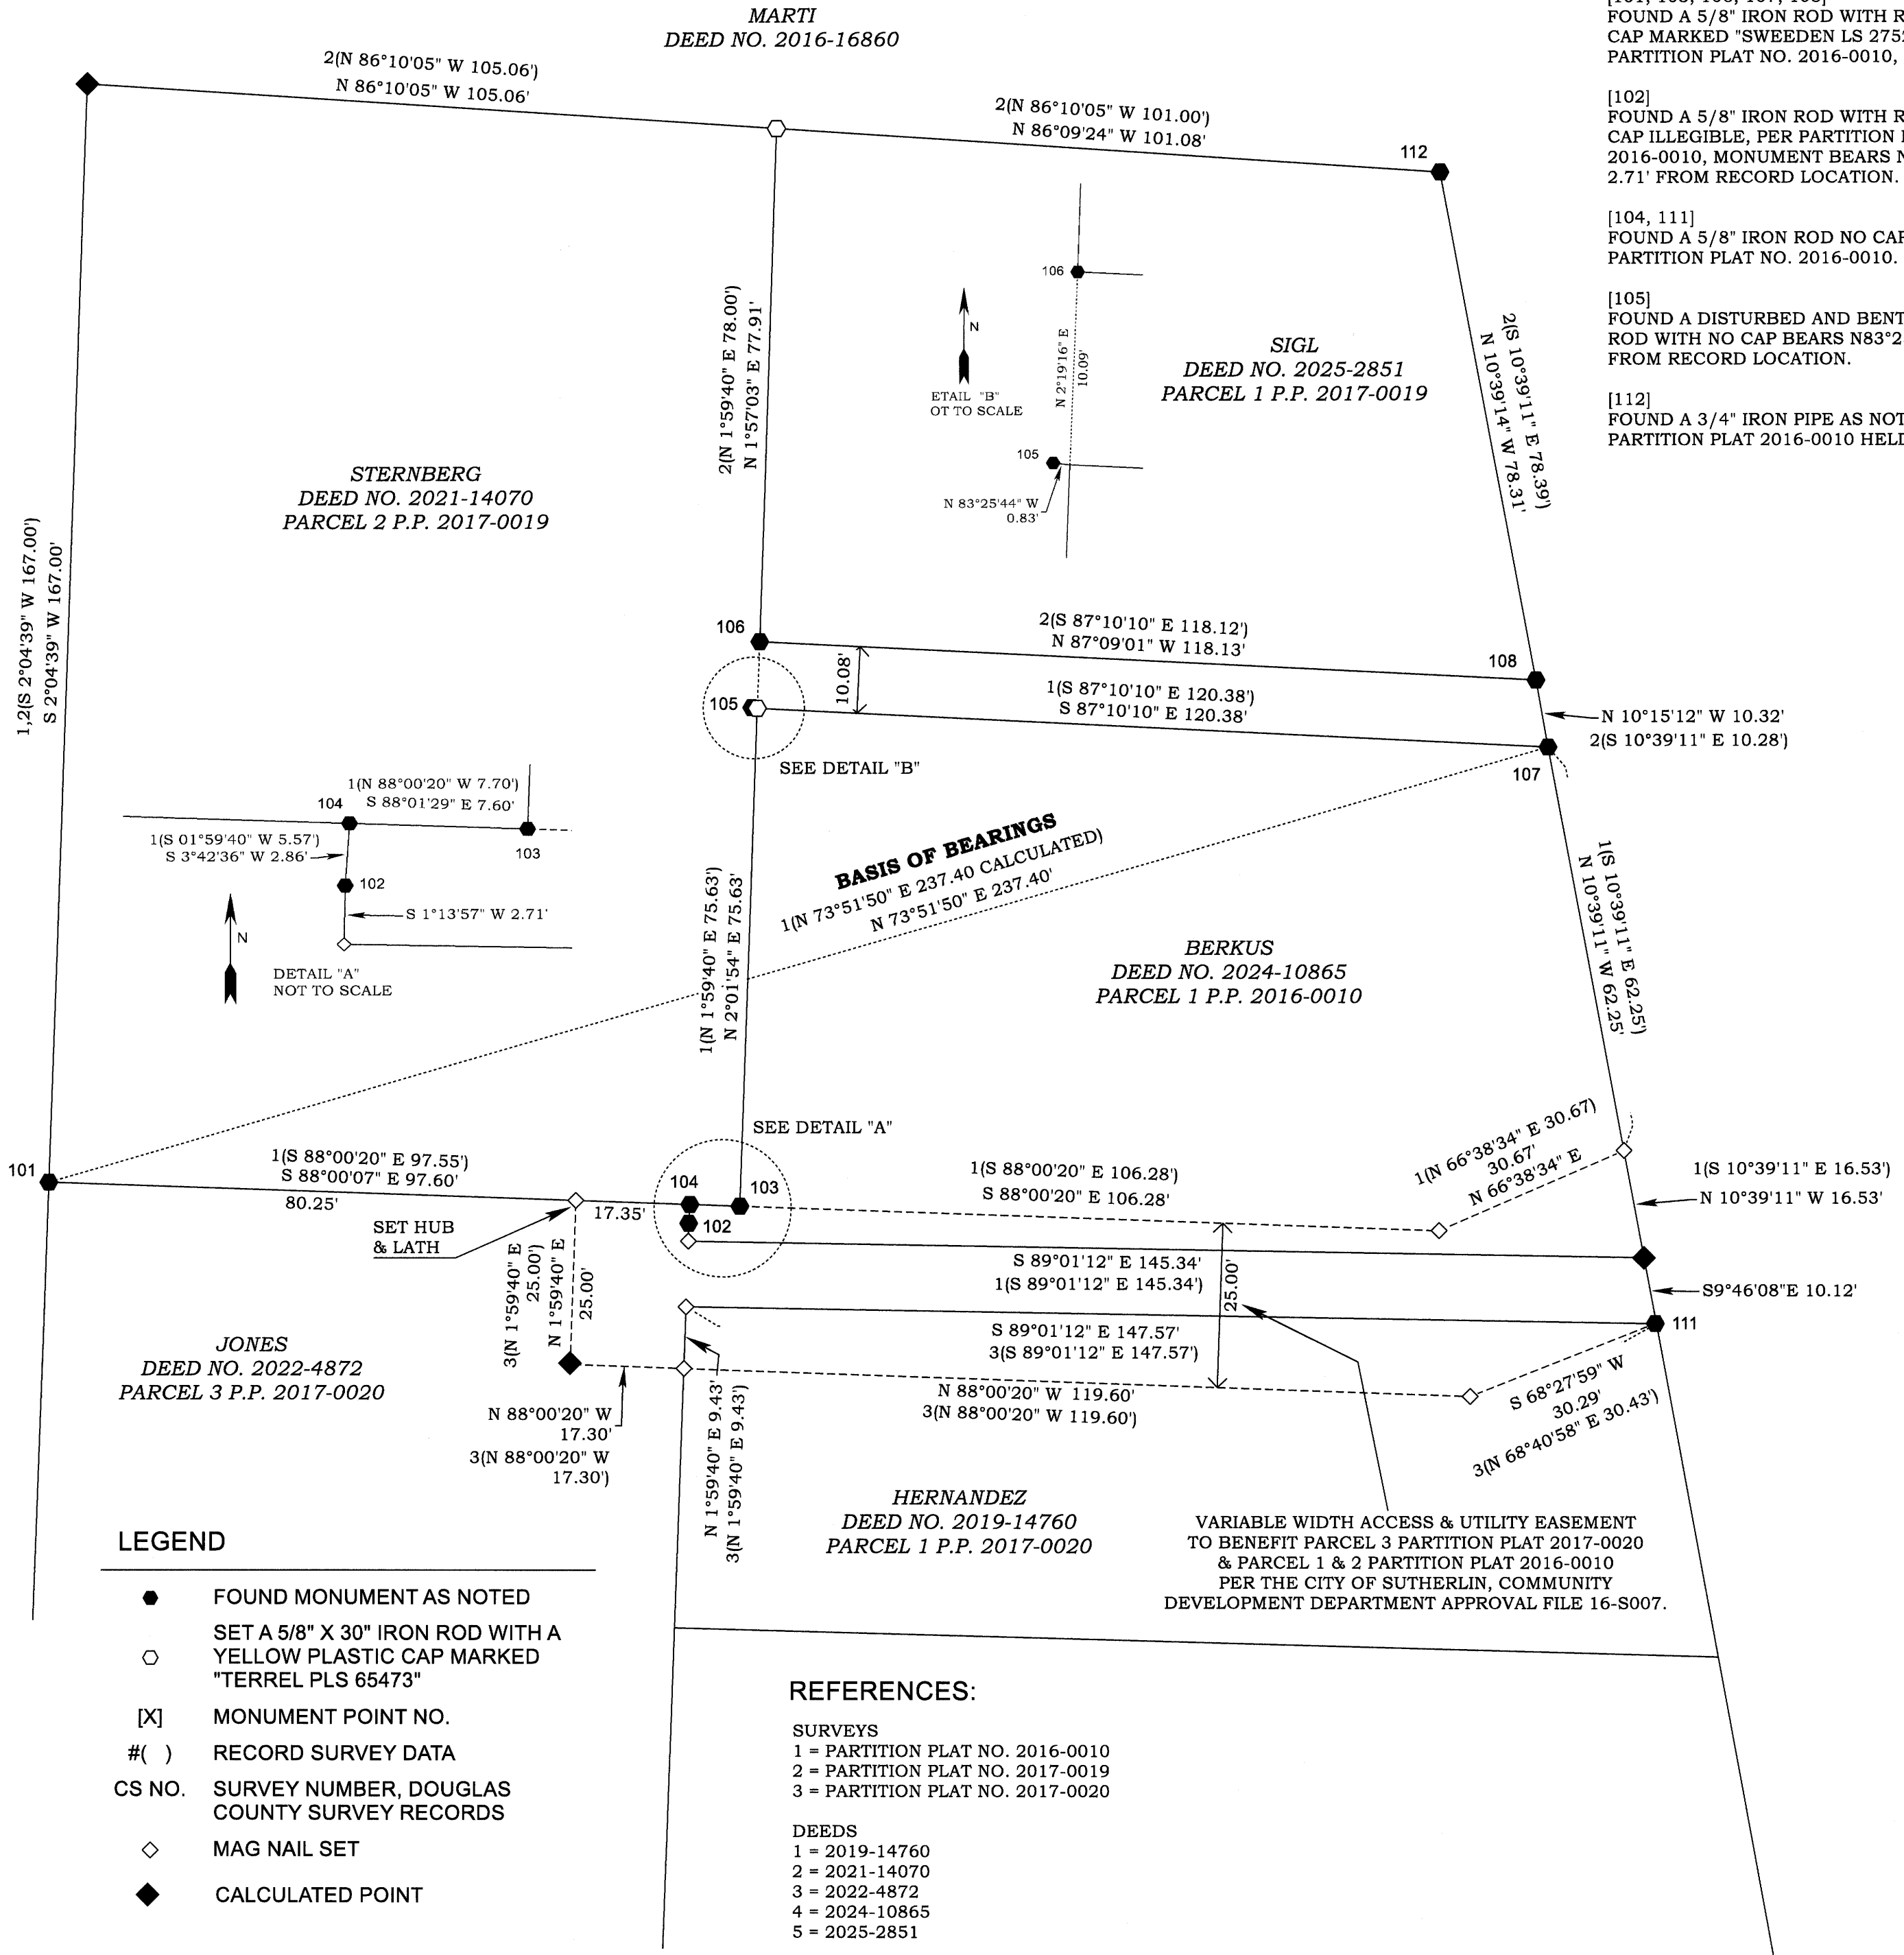 MARTI
DEED NO. 2016-16860
2(N 86°10'05" W 105.06')
N 86°10'05" W 105.06'
2(N 86°10'05" W 101.00')
N 86°09'24" W 101.08'
112
FOUND A 5/8" IRON ROD WITH R
CAP MARKED "SWEEDEN LS 275
PARTITION PLAT NO. 2016-0010,
[102]
FOUND A 5/8" IRON ROD WITH R
CAP ILLEGIBLE, PER PARTITION
2016-0010, MONUMENT BEARS N
2.71' FROM RECORD LOCATION.
[104, 111]
FOUND A 5/8" IRON ROD NO CAP
PARTITION PLAT NO. 2016-0010.
[105]
FOUND A DISTURBED AND BENT
ROD WITH NO CAP BEARS N83°2
FROM RECORD LOCATION.
[112]
FOUND A 3/4" IRON PIPE AS NOT
PARTITION PLAT 2016-0010 HELD
1,2(S 2°04'39" W 167.00')
S 2°04'39" W 167.00'
STERNBERG
DEED NO. 2021-14070
PARCEL 2 P.P. 2017-0019
2(N 1°59'40" E 78.00')
N 1°57'03" E 77.91'
106
N
ETAIL "B"
OT TO SCALE
N 2°19'16" E
10.09'
105
N 83°25'44" W
0.83'
SIGL
DEED NO. 2025-2851
PARCEL 1 P.P. 2017-0019
2(S 10°39'11" E 78.39')
N 10°39'14" W 78.31'
106
2(S 87°10'10" E 118.12')
N 87°09'01" W 118.13'
108
10.08'
105
1(S 87°10'10" E 120.38')
S 87°10'10" E 120.38'
N 10°15'12" W 10.32'
2(S 10°39'11" E 10.28')
107
SEE DETAIL "B"
1(N 88°00'20" W 7.70')
S 88°01'29" E 7.60'
104
103
1(S 01°59'40" W 5.57')
S 3°42'36" W 2.86'
102
S 1°13'57" W 2.71'
N
DETAIL "A"
NOT TO SCALE
BASIS OF BEARINGS
1(N 73°51'50" E 237.40 CALCULATED)
N 73°51'50" E 237.40'
1(N 1°59'40" E 75.63')
N 2°01'54" E 75.63'
BERKUS
DEED NO. 2024-10865
PARCEL 1 P.P. 2016-0010
1(S 10°39'11" E 62.25')
N 10°39'11" W 62.25'
SEE DETAIL "A"
101
1(S 88°00'20" E 97.55')
S 88°00'07" E 97.60'
80.25'
17.35'
104
103
102
1(S 88°00'20" E 106.28')
S 88°00'20" E 106.28'
1(N 66°38'34" E 30.67')
30.67'
N 66°38'34" E
1(S 10°39'11" E 16.53')
N 10°39'11" W 16.53'
SET HUB
& LATH
3(N 1°59'40" E
25.00')
N 1°59'40" E
25.00'
S 89°01'12" E 145.34'
1(S 89°01'12" E 145.34')
25.00'
S9°46'08"E 10.12'
111
S 89°01'12" E 147.57'
3(S 89°01'12" E 147.57')
JONES
DEED NO. 2022-4872
PARCEL 3 P.P. 2017-0020
N 88°00'20" W
17.30'
3(N 88°00'20" W
17.30')
N 1°59'40" E 9.43'
3(N 1°59'40" E 9.43')
N 88°00'20" W 119.60'
3(N 88°00'20" W 119.60')
S 68°27'59" W
30.29'
3(N 68°40'58" E 30.43')
HERNANDEZ
DEED NO. 2019-14760
PARCEL 1 P.P. 2017-0020
VARIABLE WIDTH ACCESS & UTILITY EASEMENT
TO BENEFIT PARCEL 3 PARTITION PLAT 2017-0020
& PARCEL 1 & 2 PARTITION PLAT 2016-0010
PER THE CITY OF SUTHERLIN, COMMUNITY
DEVELOPMENT DEPARTMENT APPROVAL FILE 16-S007.
LEGEND
FOUND MONUMENT AS NOTED
SET A 5/8" X 30" IRON ROD WITH A
YELLOW PLASTIC CAP MARKED
"TERREL PLS 65473"
[X] MONUMENT POINT NO.
#( ) RECORD SURVEY DATA
CS NO. SURVEY NUMBER, DOUGLAS
COUNTY SURVEY RECORDS
MAG NAIL SET
CALCULATED POINT
REFERENCES:
SURVEYS
1 = PARTITION PLAT NO. 2016-0010
2 = PARTITION PLAT NO. 2017-0019
3 = PARTITION PLAT NO. 2017-0020
DEEDS
1 = 2019-14760
2 = 2021-14070
3 = 2022-4872
4 = 2024-10865
5 = 2025-2851